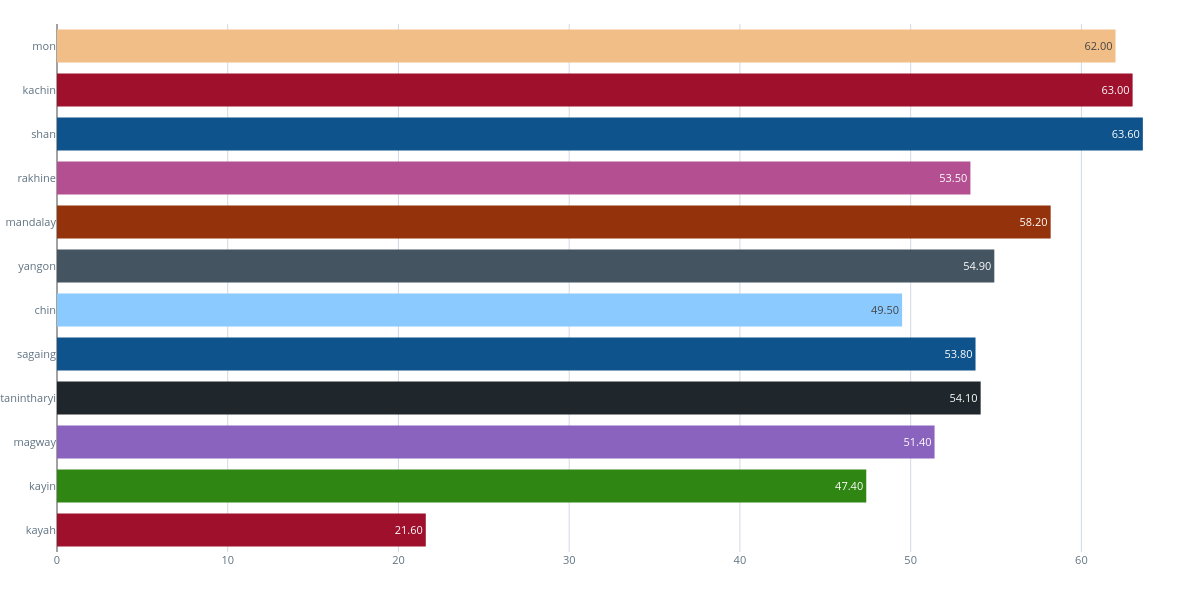 mon 62.00
kachin 63.00
shan 63.60
rakhine 53.50
mandalay 58.20
yangon 54.90
chin 49.50
sagaing 53.80
tanintharyi 54.10
magway 51.40
kayin 47.40
kayah 21.60
0 10 20 30 40 50 60